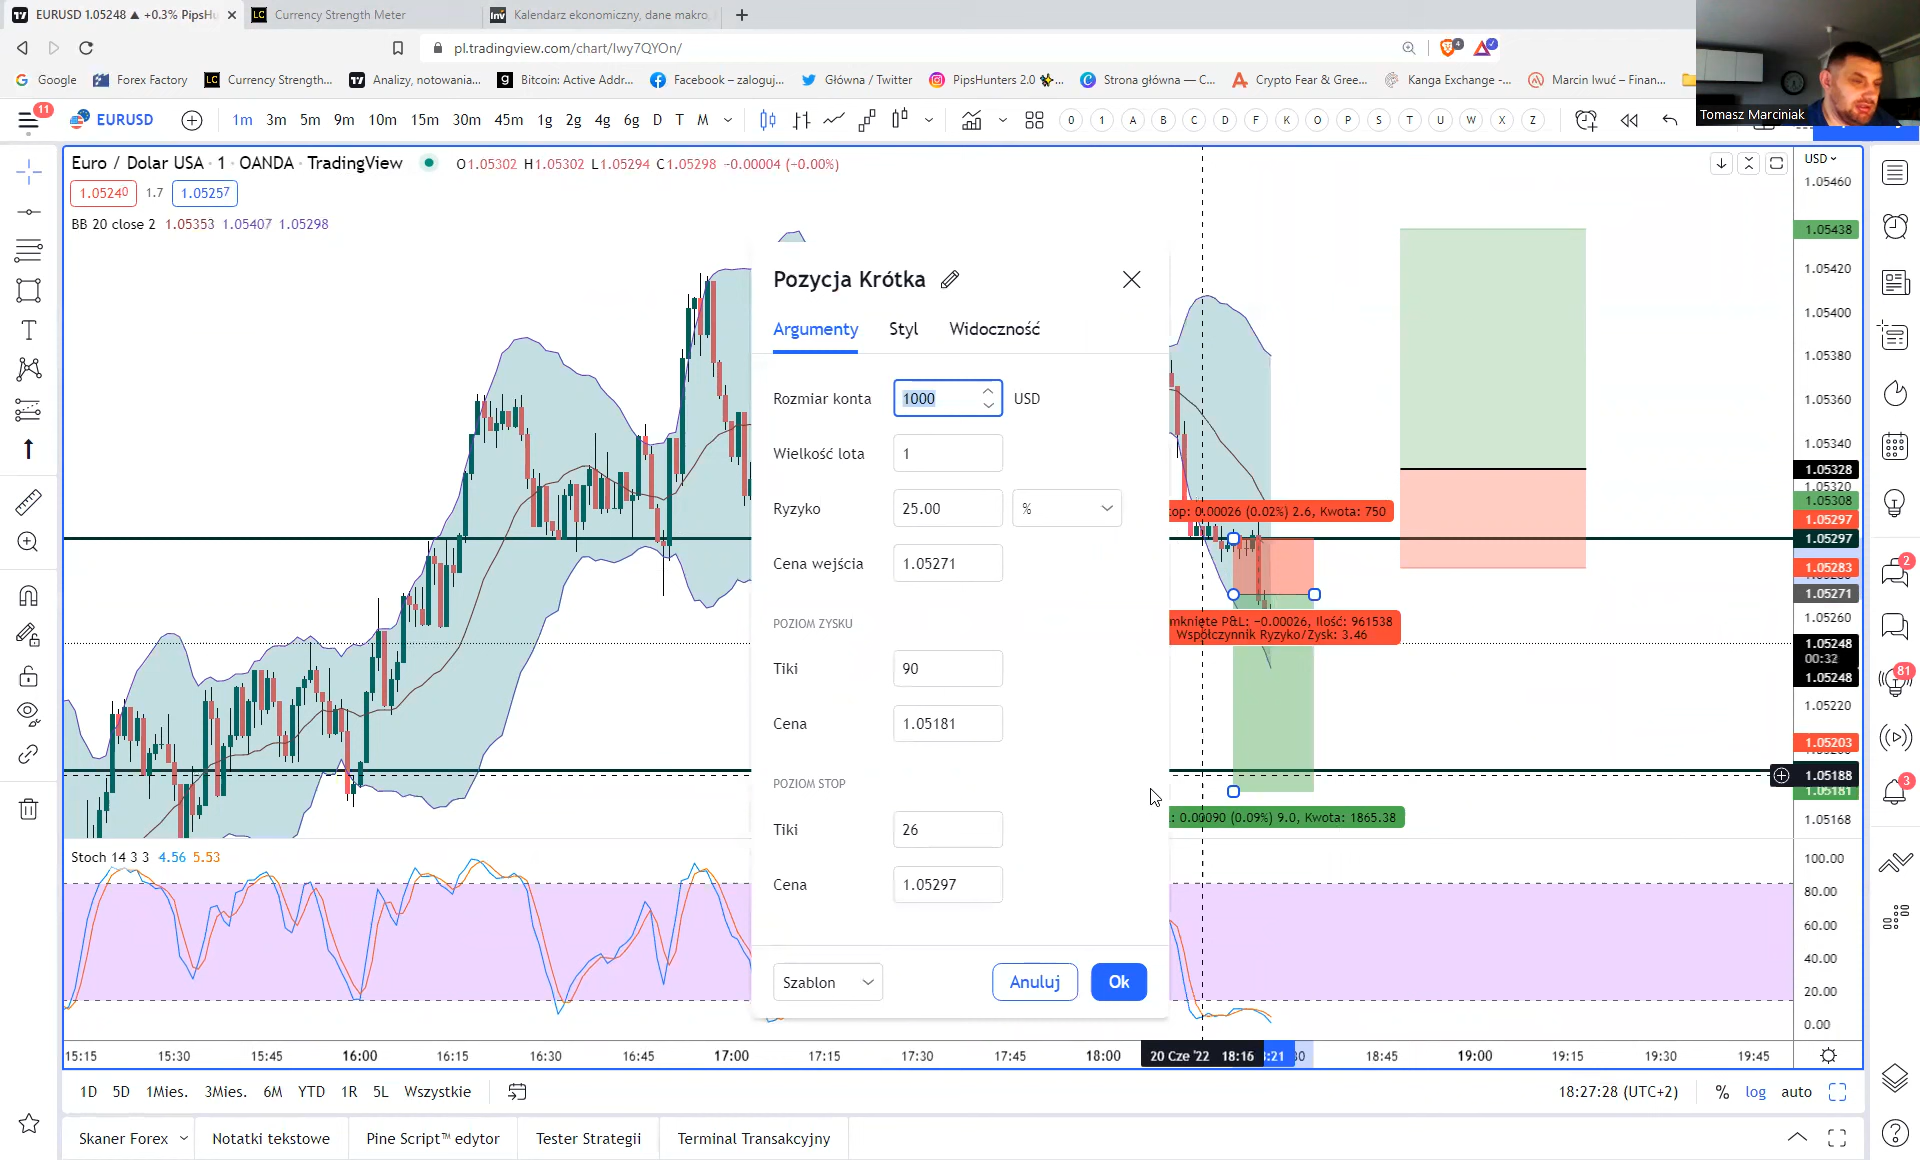 EURUSD 1.05248 ▲ +0.3% PipsHu
Currency Strength Meter
Kalendarz ekonomiczny, dane makro,
pl.tradingview.com/chart/Iwy7QYOn/
Google
Forex Factory
Currency Strength...
Analizy, notowania...
Bitcoin: Active Addr...
Facebook – zaloguj...
Główna / Twitter
PipsHunters 2.0
Strona główna — C...
Crypto Fear & Gree...
Kanga Exchange -...
Marcin Iwuć – Finan...
Tomasz Marciniak
11
EURUSD
1m 3m 5m 9m 10m 15m 30m 45m 1g 2g 4g 6g D T M
0 1 A B C D F K O P S T U W X Z
Euro / Dolar USA · 1 · OANDA · TradingView
O1.05302 H1.05302 L1.05294 C1.05298 −0.00004 (−0.00%)
1.05240 1.7 1.05257
BB 20 close 2 1.05353 1.05407 1.05298
Pozycja Krótka
Argumenty Styl Widoczność
Rozmiar konta 1000 USD
Wielkość lota 1
Ryzyko 25.00 %
Cena wejścia 1.05271
POZIOM ZYSKU
Tiki 90
Cena 1.05181
POZIOM STOP
Tiki 26
Cena 1.05297
Szablon Anuluj Ok
top: 0.00026 (0.02%) 2.6, Kwota: 750
mknięte P&L: −0.00026, Ilość: 961538
Współczynnik Ryzyko/Zysk: 3.46
: 0.00090 (0.09%) 9.0, Kwota: 1865.38
USD
1.05460
1.05438
1.05420
1.05400
1.05380
1.05360
1.05340
1.05328
1.05320
1.05308
1.05297
1.05297
1.05283
1.05271
1.05260
1.05248
00:32
1.05248
1.05220
1.05203
1.05188
1.05181
1.05168
Stoch 14 3 3 4.56 5.53
100.00
80.00
60.00
40.00
20.00
0.00
15:15 15:30 15:45 16:00 16:15 16:30 16:45 17:00 17:15 17:30 17:45 18:00 20 Cze '22 18:16 :21 30 18:45 19:00 19:15 19:30 19:45
1D 5D 1Mies. 3Mies. 6M YTD 1R 5L Wszystkie
18:27:28 (UTC+2) % log auto
Skaner Forex
Notatki tekstowe
Pine Script™ edytor
Tester Strategii
Terminal Transakcyjny
2
81
3